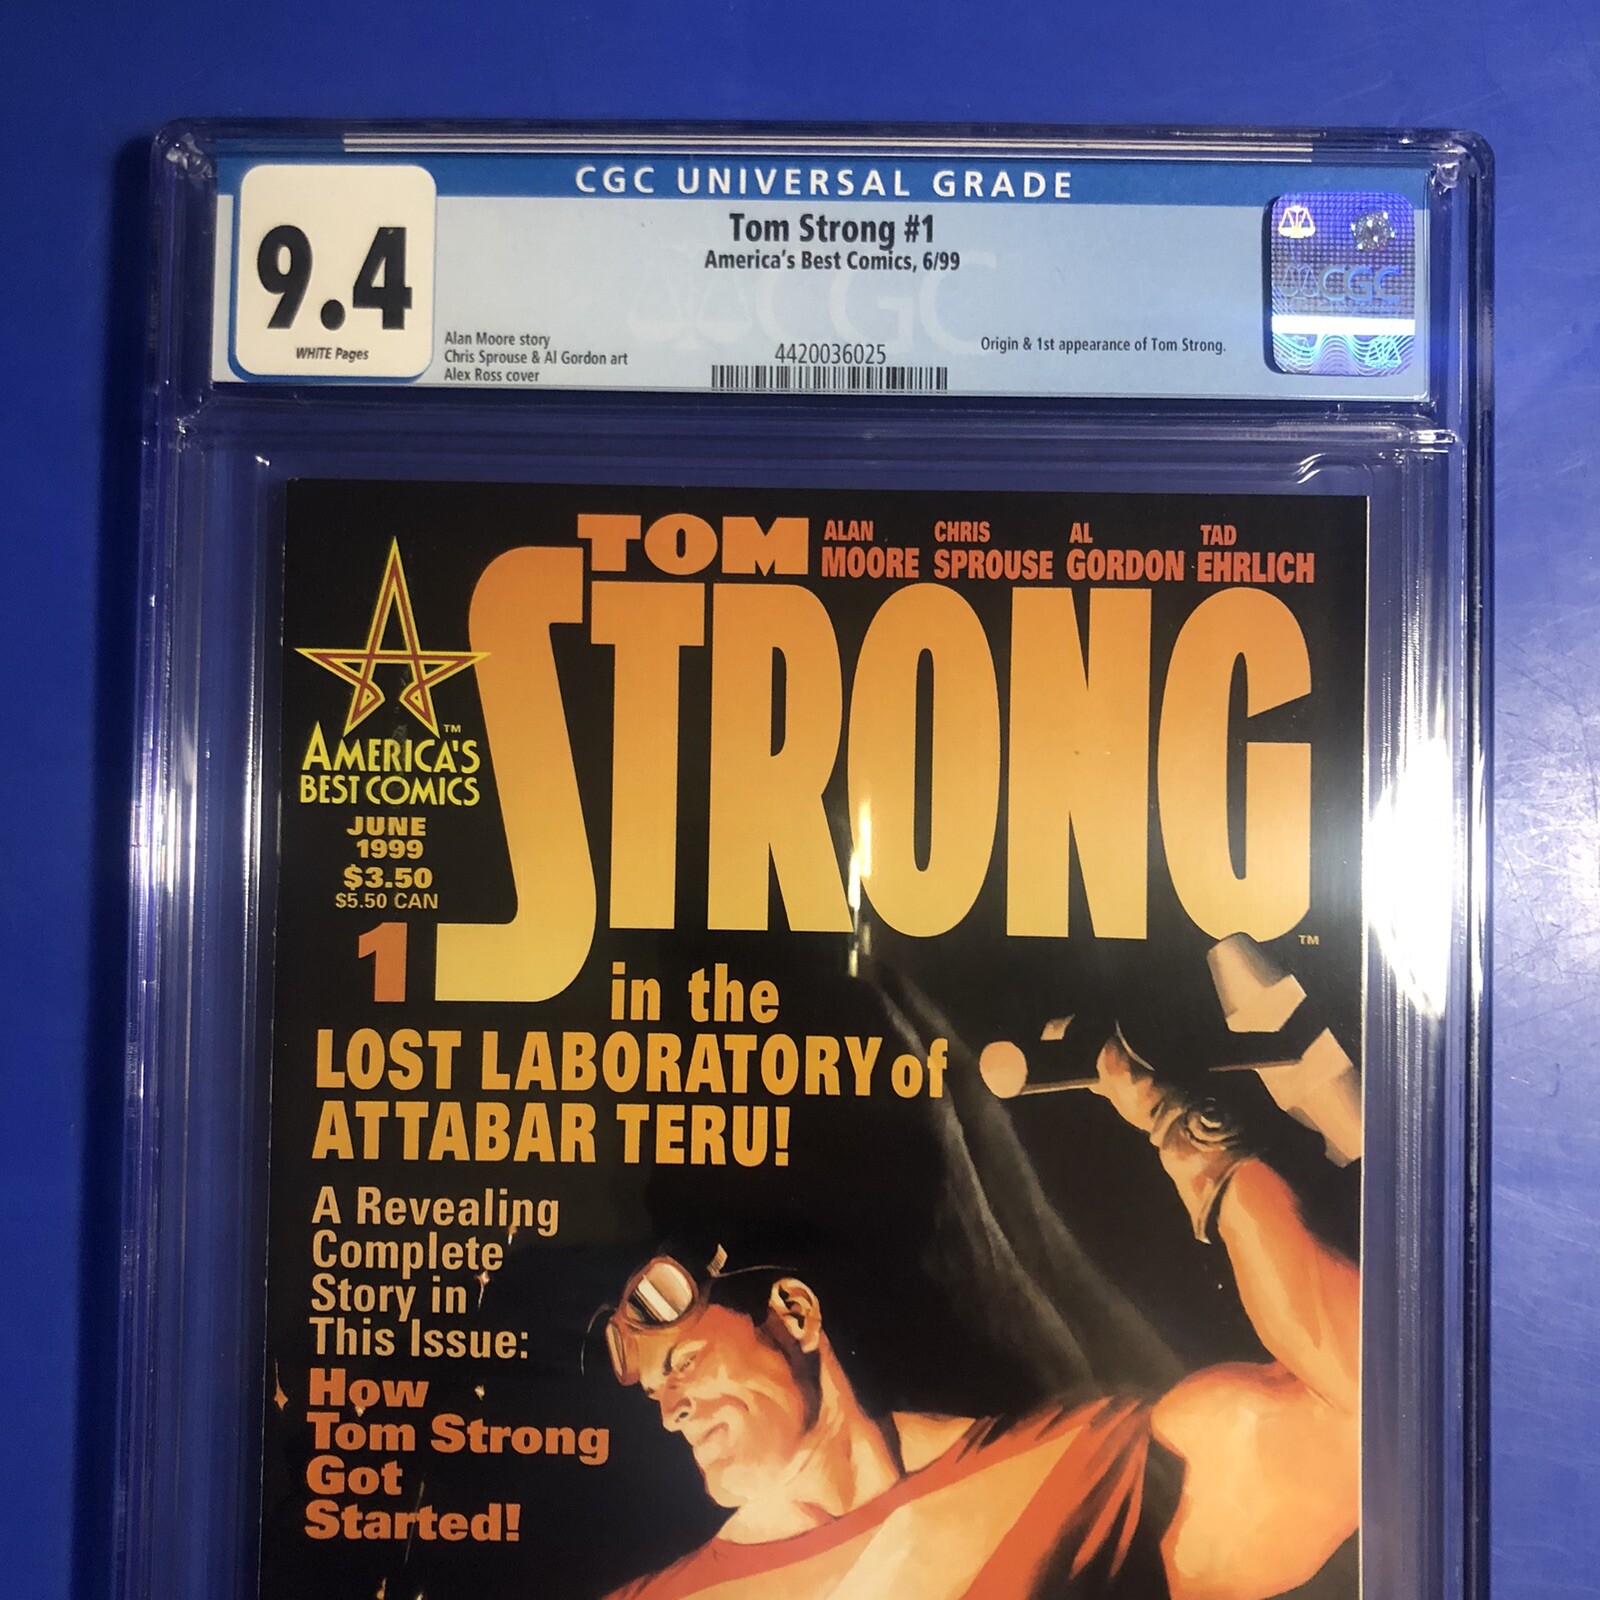 CGC UNIVERSAL GRADE
9.4
WHITE Pages
Tom Strong #1
America's Best Comics, 6/99
Alan Moore story
Chris Sprouse & Al Gordon art
Alex Ross cover
4420036025
Origin & 1st appearance of Tom Strong.
CGC
CGC
TOM
STRONG™
ALAN MOORE
CHRIS SPROUSE
AL GORDON
TAD EHRLICH
A™
AMERICA'S
BEST COMICS
JUNE
1999
$3.50
$5.50 CAN
1
in the
LOST LABORATORY of
ATTABAR TERU!
A Revealing
Complete
Story in
This Issue:
How
Tom Strong
Got
Started!